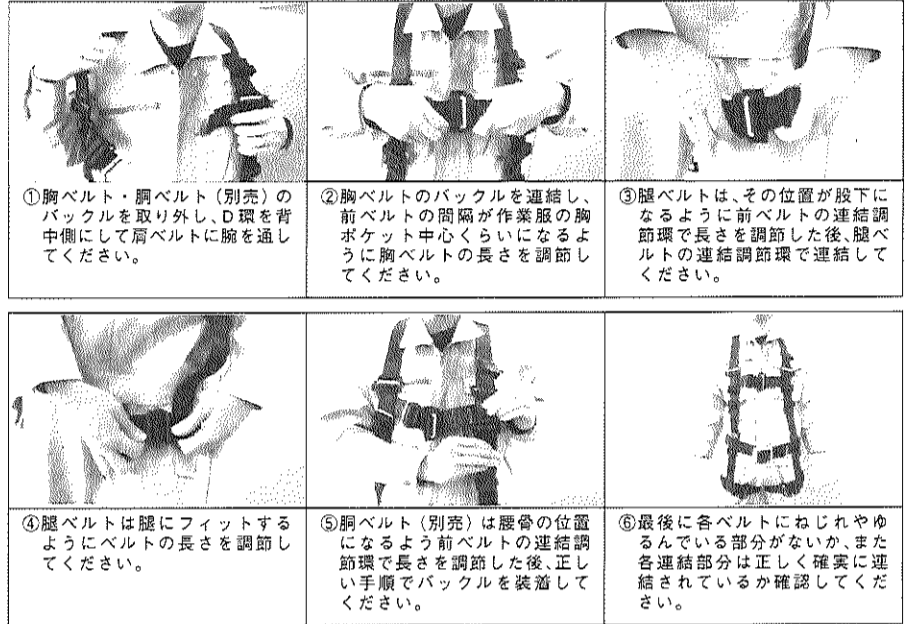 ①胸ベルト・胴ベルト(別売)の
バックルを取り外し、D環を背
中側にして肩ベルトに腕を通し
てください。
②胸ベルトのバックルを連結し、
前ベルトの間隔が作業服の胸
ポケット中心くらいになるよ
うに胸ベルトの長さを調節し
てください。
③腿ベルトは、その位置が股下に
なるように前ベルトの連結調
節環で長さを調節した後、腿ベ
ルトの連結調節環で連結して
ください。
④腿ベルトは腿にフィットする
ようにベルトの長さを調節し
てください。
⑤胴ベルト(別売)は腰骨の位置
になるよう前ベルトの連結調
節環で長さを調節した後、正し
い手順でバックルを装着して
ください。
⑥最後に各ベルトにねじれやゆ
るんでいる部分がないか、また
各連結部分は正しく確実に連
結されているか確認してくだ
さい。